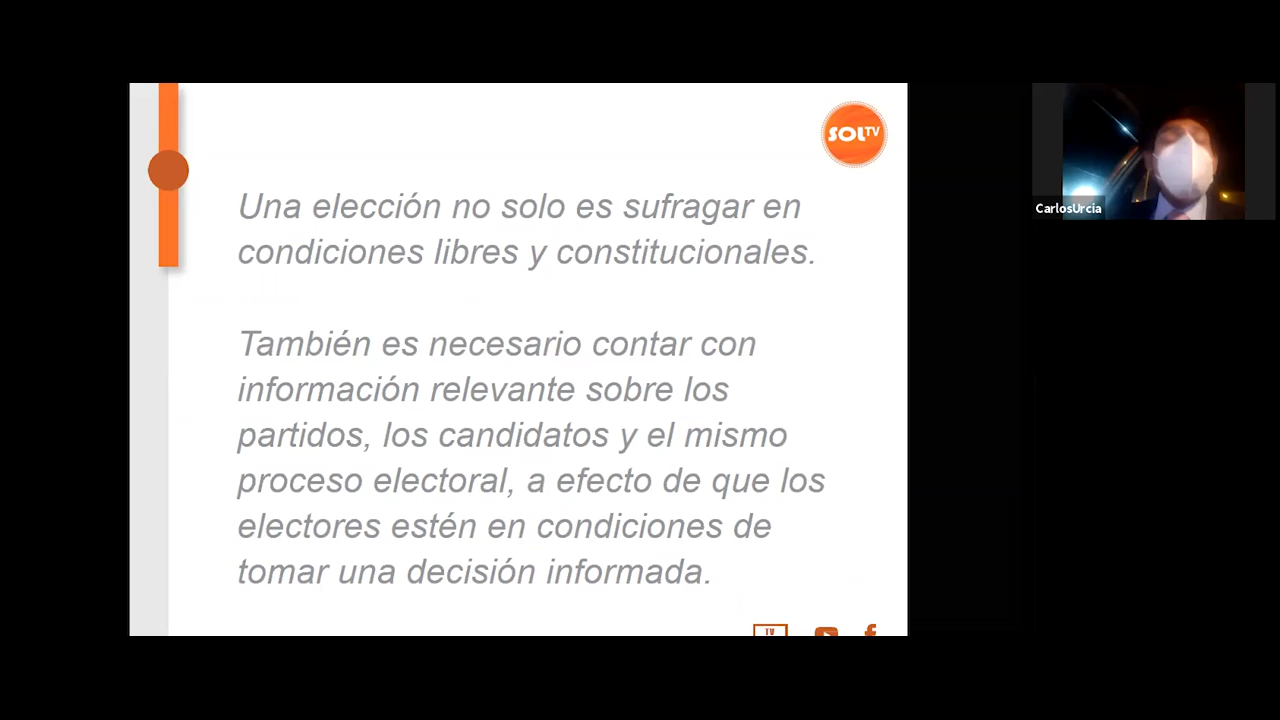 SOLTV
Una elección no solo es sufragar en
condiciones libres y constitucionales.
También es necesario contar con
información relevante sobre los
partidos, los candidatos y el mismo
proceso electoral, a efecto de que los
electores estén en condiciones de
tomar una decisión informada.
TV
CarlosUrcia